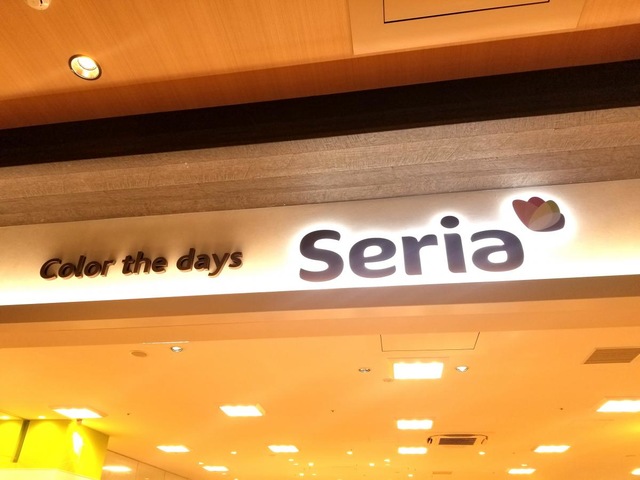 Color the days
Seria